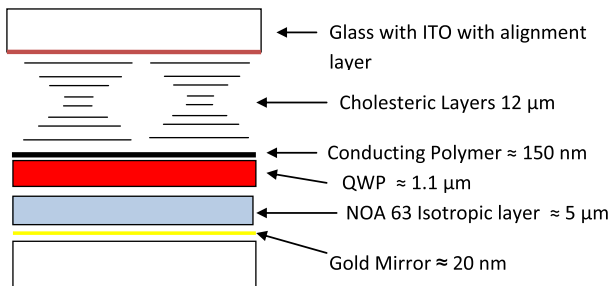 Glass with ITO with alignment
layer
Cholesteric Layers 12 µm
Conducting Polymer ≈ 150 nm
QWP ≈ 1.1 µm
NOA 63 Isotropic layer ≈ 5 µm
Gold Mirror ≈ 20 nm